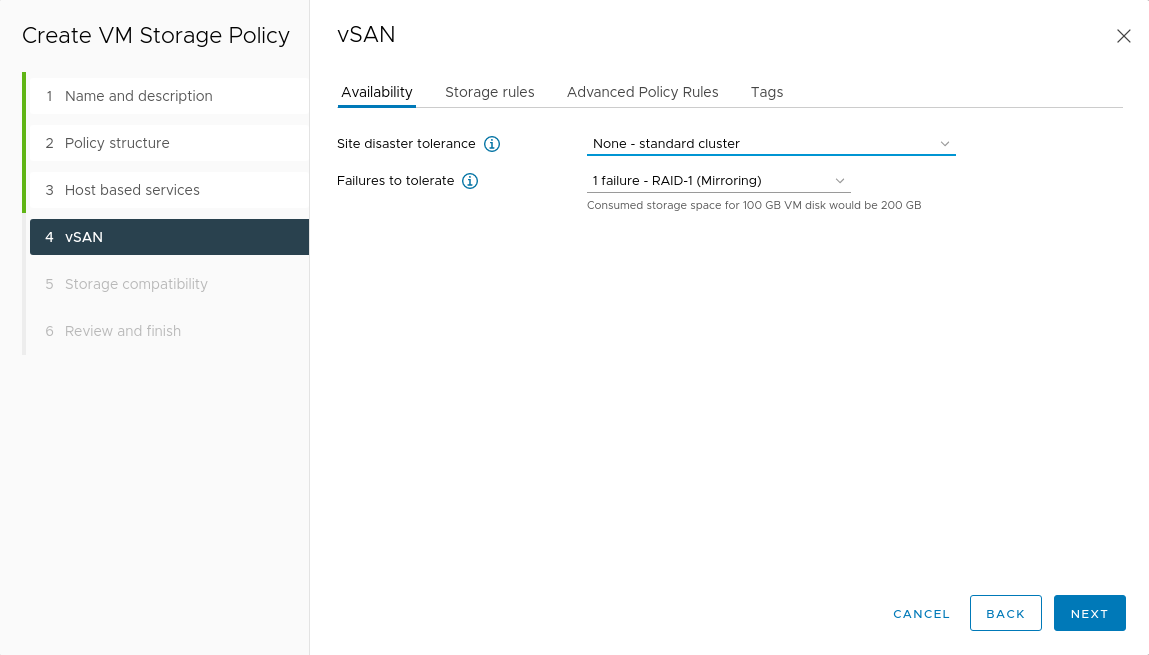 Create VM Storage Policy
1 Name and description
2 Policy structure
3 Host based services
4 vSAN
5 Storage compatibility
6 Review and finish
vSAN
Availability Storage rules Advanced Policy Rules Tags
Site disaster tolerance None - standard cluster
Failures to tolerate 1 failure - RAID-1 (Mirroring)
Consumed storage space for 100 GB VM disk would be 200 GB
CANCEL BACK NEXT